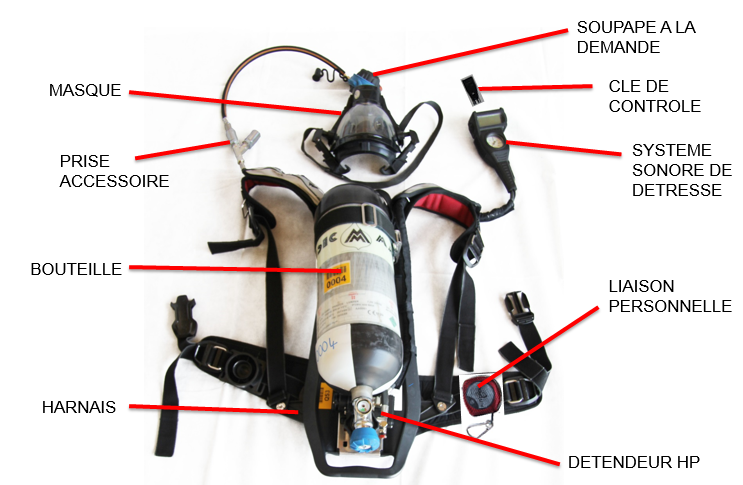 SOUPAPE A LA
DEMANDE
MASQUE
CLE DE
CONTROLE
PRISE
ACCESSOIRE
SYSTEME
SONORE DE
DETRESSE
BOUTEILLE
0004
LIAISON
PERSONNELLE
HARNAIS
DETENDEUR HP